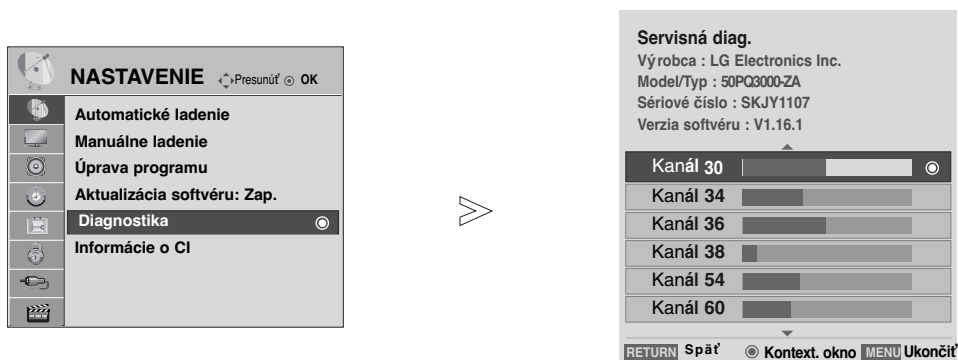 NASTAVENIE Presunúť OK
Automatické ladenie
Manuálne ladenie
Úprava programu
Aktualizácia softvéru: Zap.
Diagnostika
Informácie o CI
Servisná diag.
Výrobca : LG Electronics Inc.
Model/Typ : 50PQ3000-ZA
Sériové číslo : SKJY1107
Verzia softvéru : V1.16.1
Kanál 30
Kanál 34
Kanál 36
Kanál 38
Kanál 54
Kanál 60
RETURN Späť Kontext. okno MENU Ukončiť